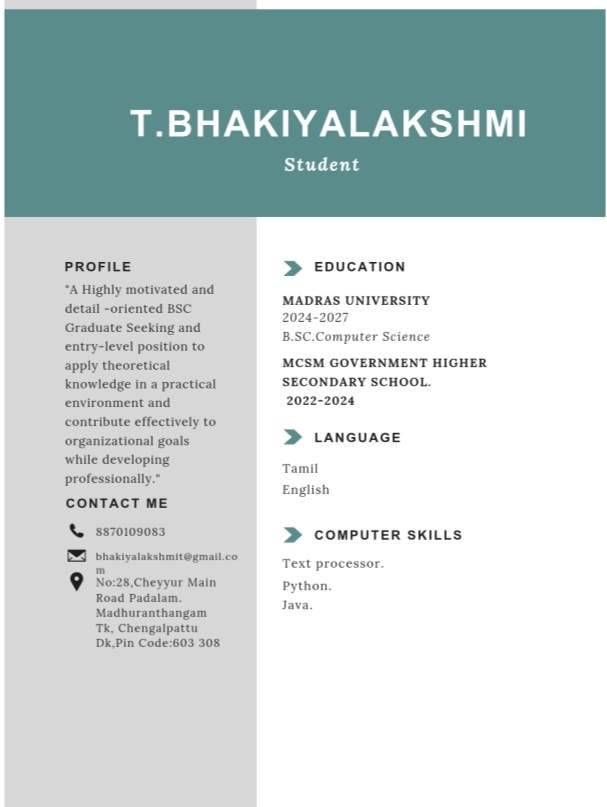 T.BHAKIYALAKSHMI
Student
PROFILE
"A Highly motivated and
detail -oriented BSC
Graduate Seeking and
entry-level position to
apply theoretical
knowledge in a practical
environment and
contribute effectively to
organizational goals
while developing
professionally."
CONTACT ME
8870109083
bhakiyalakshmit@gmail.co
m
No:28,Cheyyur Main
Road Padalam.
Madhuranthangam
Tk, Chengalpattu
Dk,Pin Code:603 308
EDUCATION
MADRAS UNIVERSITY
2024-2027
B.SC.Computer Science
MCSM GOVERNMENT HIGHER
SECONDARY SCHOOL.
2022-2024
LANGUAGE
Tamil
English
COMPUTER SKILLS
Text processor.
Python.
Java.